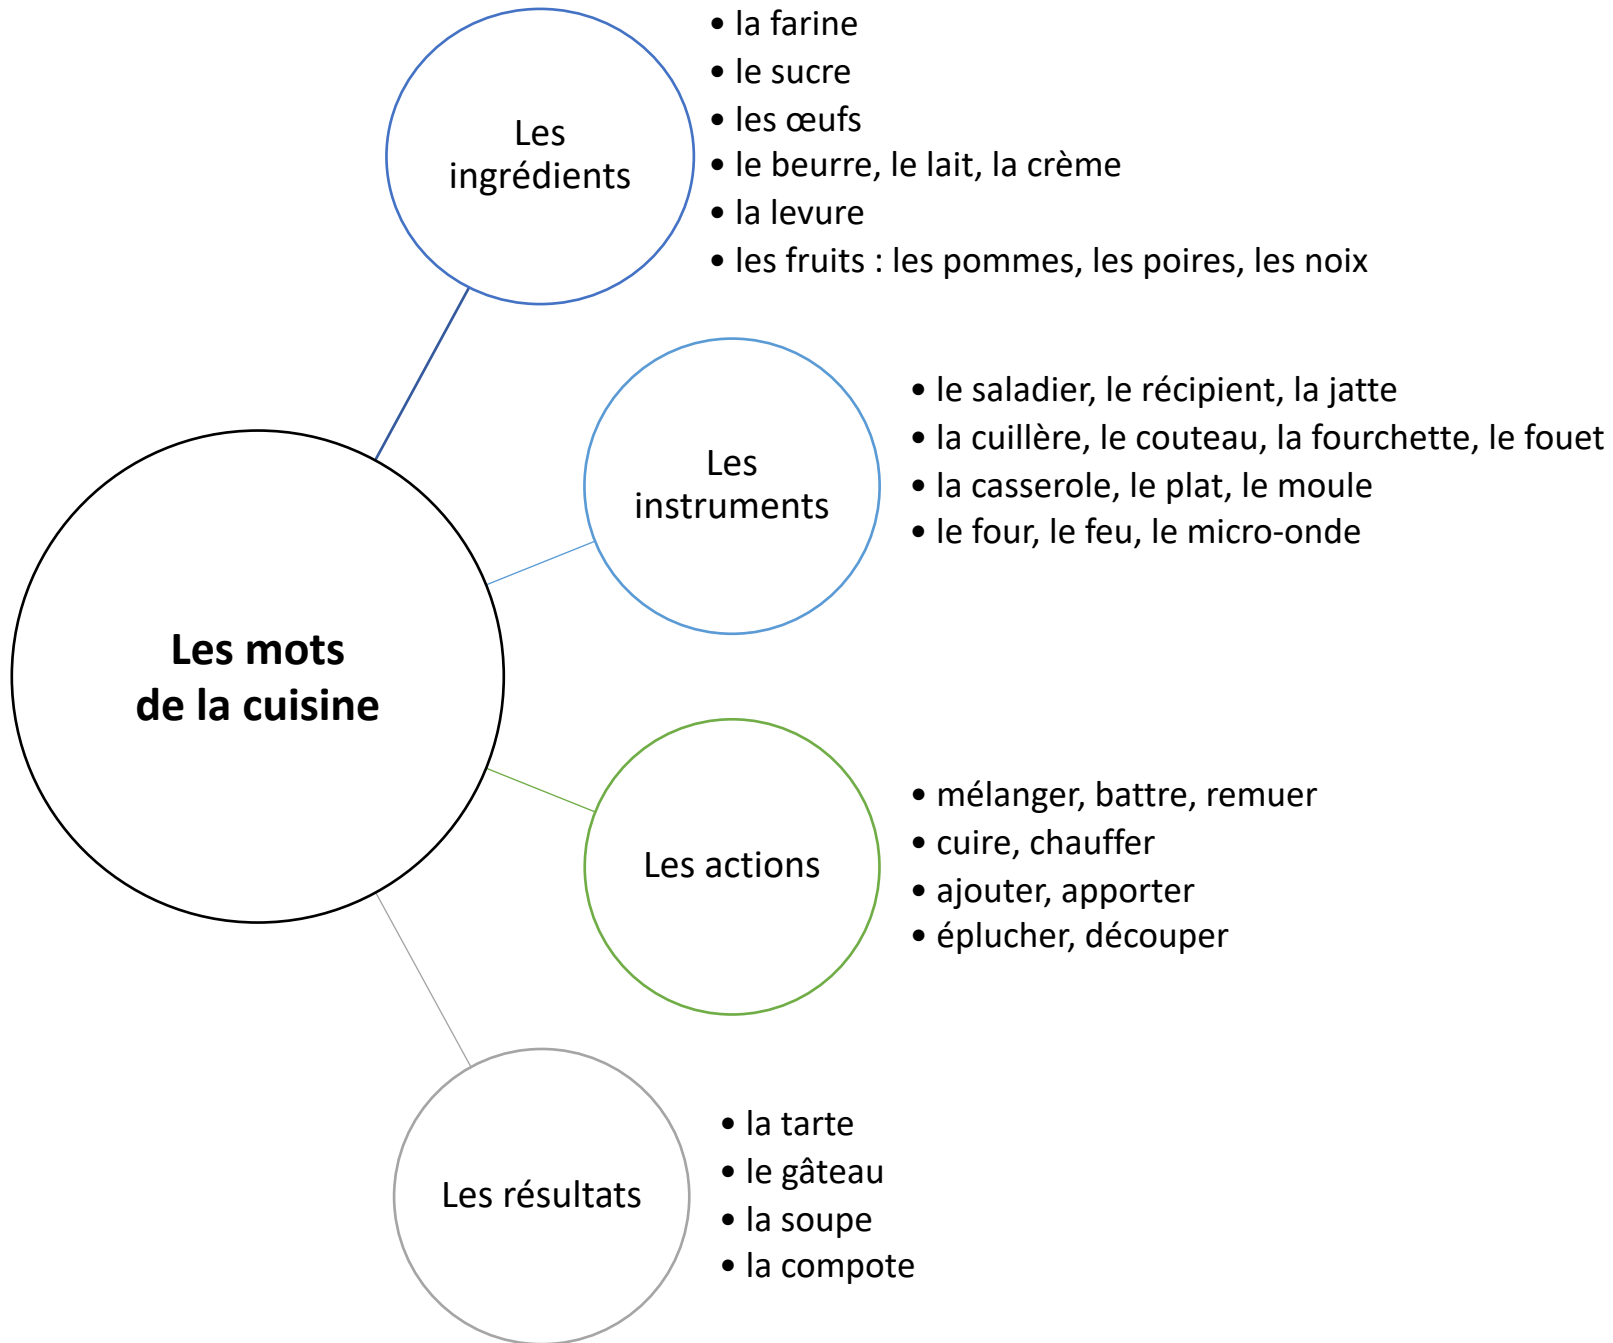 Les mots
de la cuisine
Les
ingrédients
• la farine
• le sucre
• les œufs
• le beurre, le lait, la crème
• la levure
• les fruits : les pommes, les poires, les noix
Les
instruments
• le saladier, le récipient, la jatte
• la cuillère, le couteau, la fourchette, le fouet
• la casserole, le plat, le moule
• le four, le feu, le micro-onde
Les actions
• mélanger, battre, remuer
• cuire, chauffer
• ajouter, apporter
• éplucher, découper
Les résultats
• la tarte
• le gâteau
• la soupe
• la compote